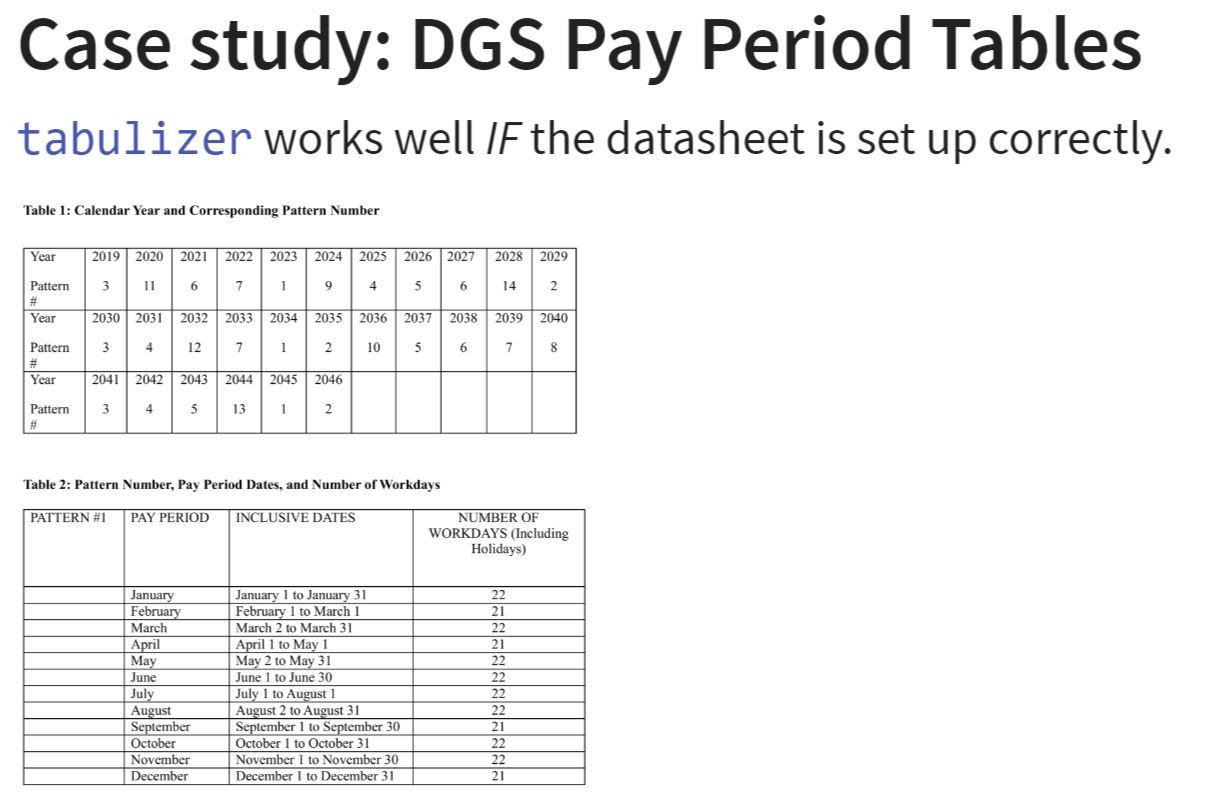 Case study: DGS Pay Period Tables
tabulizer works well IF the datasheet is set up correctly.
Table 1: Calendar Year and Corresponding Pattern Number
Year 2019 2020 2021 2022 2023 2024 2025 2026 2027 2028 2029
Pattern 3 11 6 7 1 9 4 5 6 14 2
#
Year 2030 2031 2032 2033 2034 2035 2036 2037 2038 2039 2040
Pattern 3 4 12 7 1 2 10 5 6 7 8
#
Year 2041 2042 2043 2044 2045 2046
Pattern 3 4 5 13 1 2
#
Table 2: Pattern Number, Pay Period Dates, and Number of Workdays
PATTERN #1 PAY PERIOD INCLUSIVE DATES NUMBER OF
WORKDAYS (Including
Holidays)
January January 1 to January 31 22
February February 1 to March 1 21
March March 2 to March 31 22
April April 1 to May 1 21
May May 2 to May 31 22
June June 1 to June 30 22
July July 1 to August 1 22
August August 2 to August 31 22
September September 1 to September 30 21
October October 1 to October 31 22
November November 1 to November 30 22
December December 1 to December 31 21